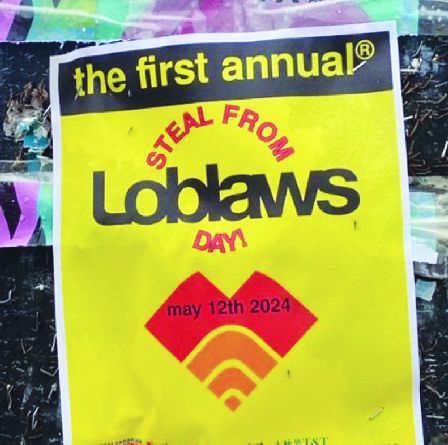 the first annual®
STEAL FROM
Loblaws
DAY!
may 12th 2024